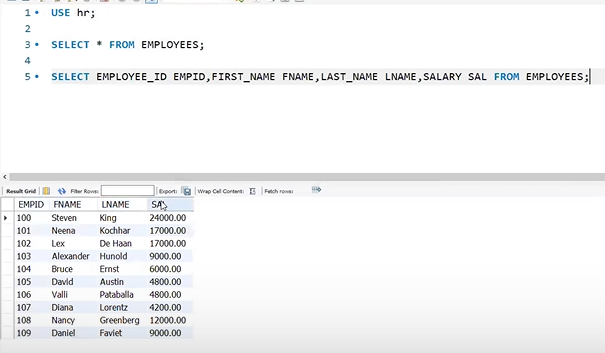 1 USE hr;
2
3 SELECT * FROM EMPLOYEES;
4
5 SELECT EMPLOYEE_ID EMPID,FIRST_NAME FNAME,LAST_NAME LNAME,SALARY SAL FROM EMPLOYEES;
Result Grid Filter Rows: Export: Wrap Cell Content: Fetch rows:
EMPID FNAME LNAME SAL
100 Steven King 24000.00
101 Neena Kochhar 17000.00
102 Lex De Haan 17000.00
103 Alexander Hunold 9000.00
104 Bruce Ernst 6000.00
105 David Austin 4800.00
106 Valli Pataballa 4800.00
107 Diana Lorentz 4200.00
108 Nancy Greenberg 12000.00
109 Daniel Faviet 9000.00